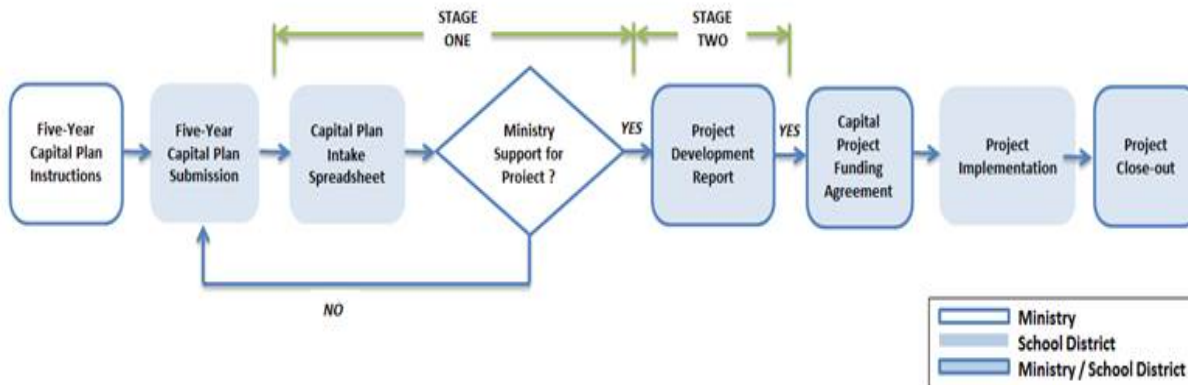 STAGE
ONE
STAGE
TWO
Five-Year
Capital Plan
Instructions
Five-Year
Capital Plan
Submission
Capital Plan
Intake
Spreadsheet
Ministry
Support for
Project ?
YES
Project
Development
Report
YES
Capital
Project
Funding
Agreement
Project
Implementation
Project
Close-out
NO
Ministry
School District
Ministry / School District